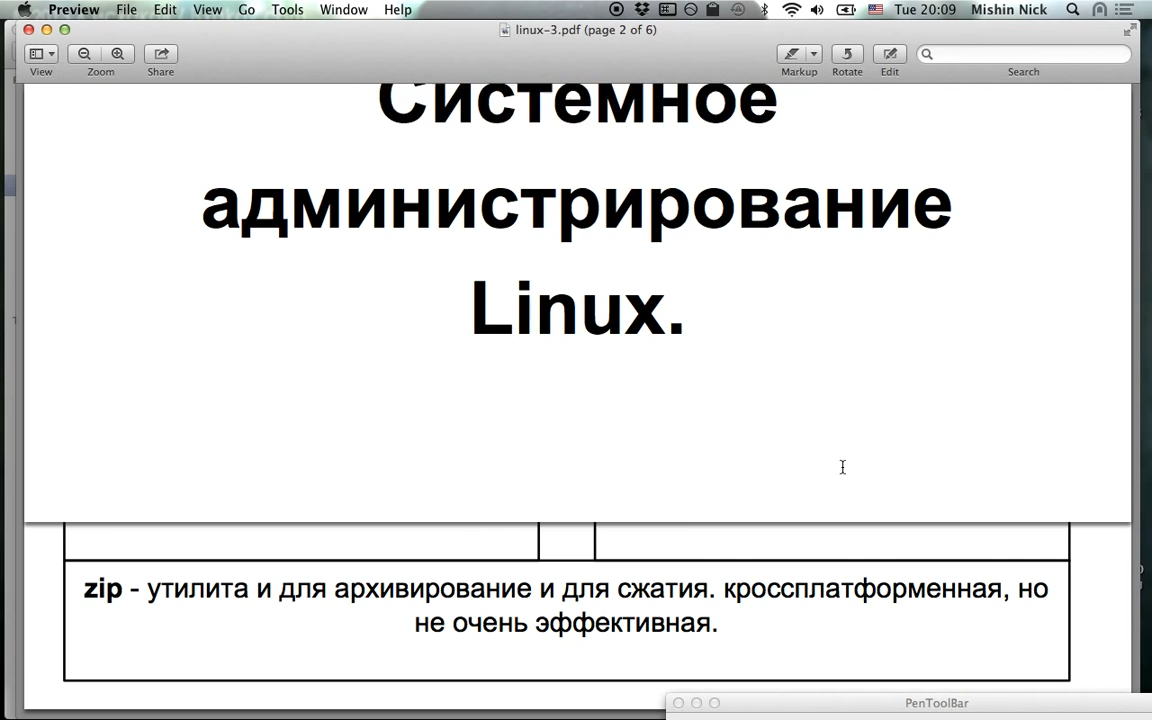 Preview File Edit View Go Tools Window Help Tue 20:09 Mishin Nick
linux-3.pdf (page 2 of 6)
View Zoom Share Markup Rotate Edit Search
Системное
администрирование
Linux.
zip - утилита и для архивирование и для сжатия. кроссплатформенная, но
не очень эффективная.
PenToolBar